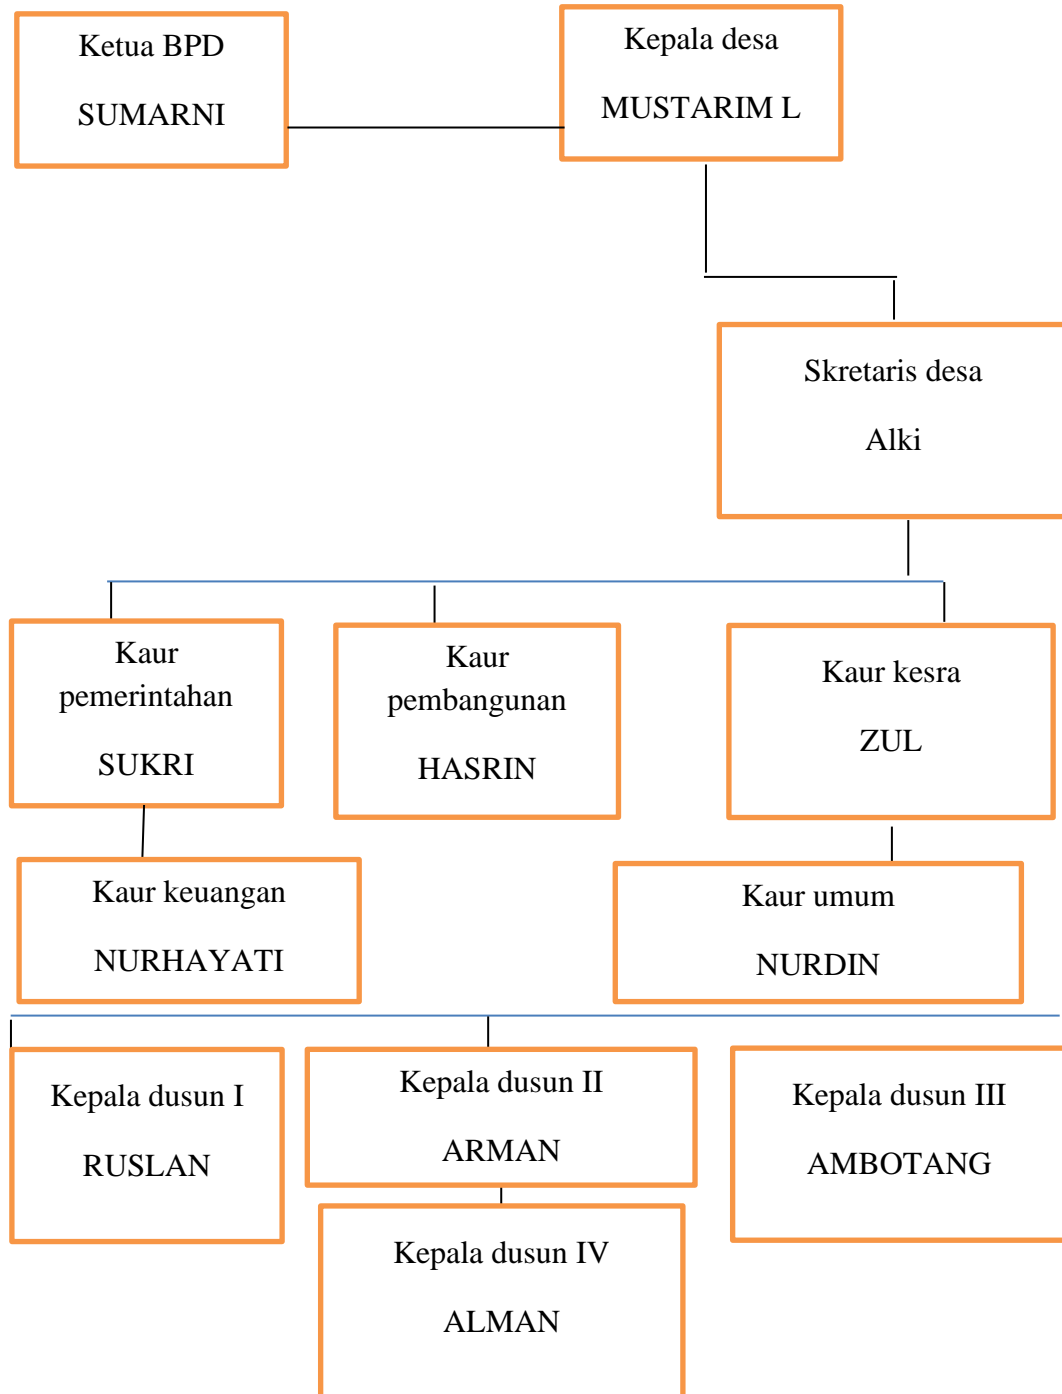 Ketua BPD
SUMARNI
Kepala desa
MUSTARIM L
Skretaris desa
Alki
Kaur
pemerintahan
SUKRI
Kaur
pembangunan
HASRIN
Kaur kesra
ZUL
Kaur keuangan
NURHAYATI
Kaur umum
NURDIN
Kepala dusun I
RUSLAN
Kepala dusun II
ARMAN
Kepala dusun III
AMBOTANG
Kepala dusun IV
ALMAN